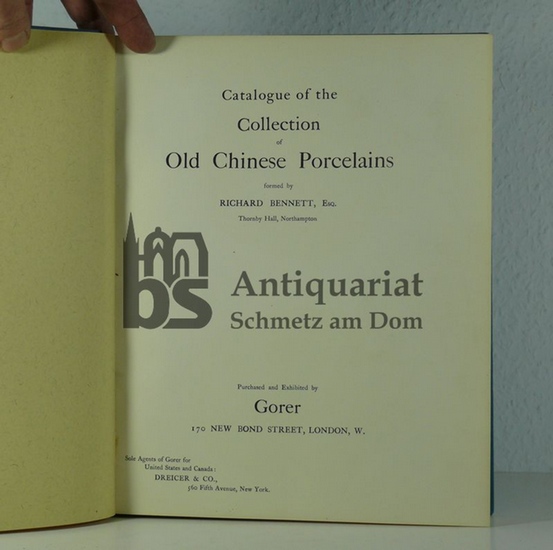 Catalogue of the
Collection
of
Old Chinese Porcelains
formed by
RICHARD BENNETT, ESQ.
Thornby Hall, Northampton
bs
Antiquariat
Schmetz am Dom
Purchased and Exhibited by
Gorer
170 NEW BOND STREET, LONDON, W.
Sole Agents of Gorer for
United States and Canada:
DREICER & CO.,
560 Fifth Avenue, New York.